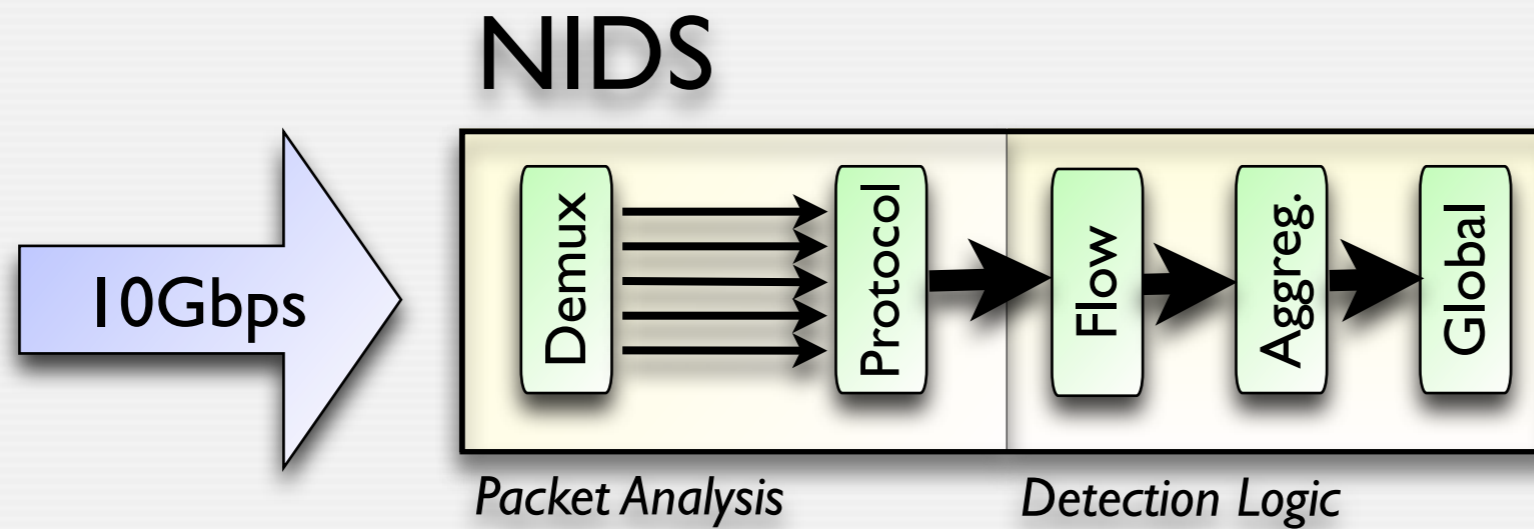 NIDS
10Gbps
Demux
Protocol
Flow
Aggreg.
Global
Packet Analysis
Detection Logic